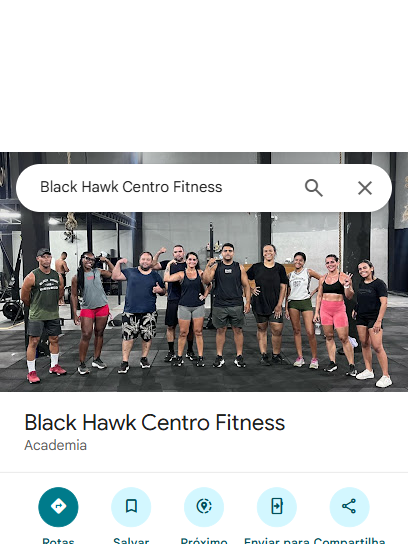 Black Hawk Centro Fitness
Black Hawk Centro Fitness
Academia
Rotas
Salvar
Próximo
Enviar para
Compartilha